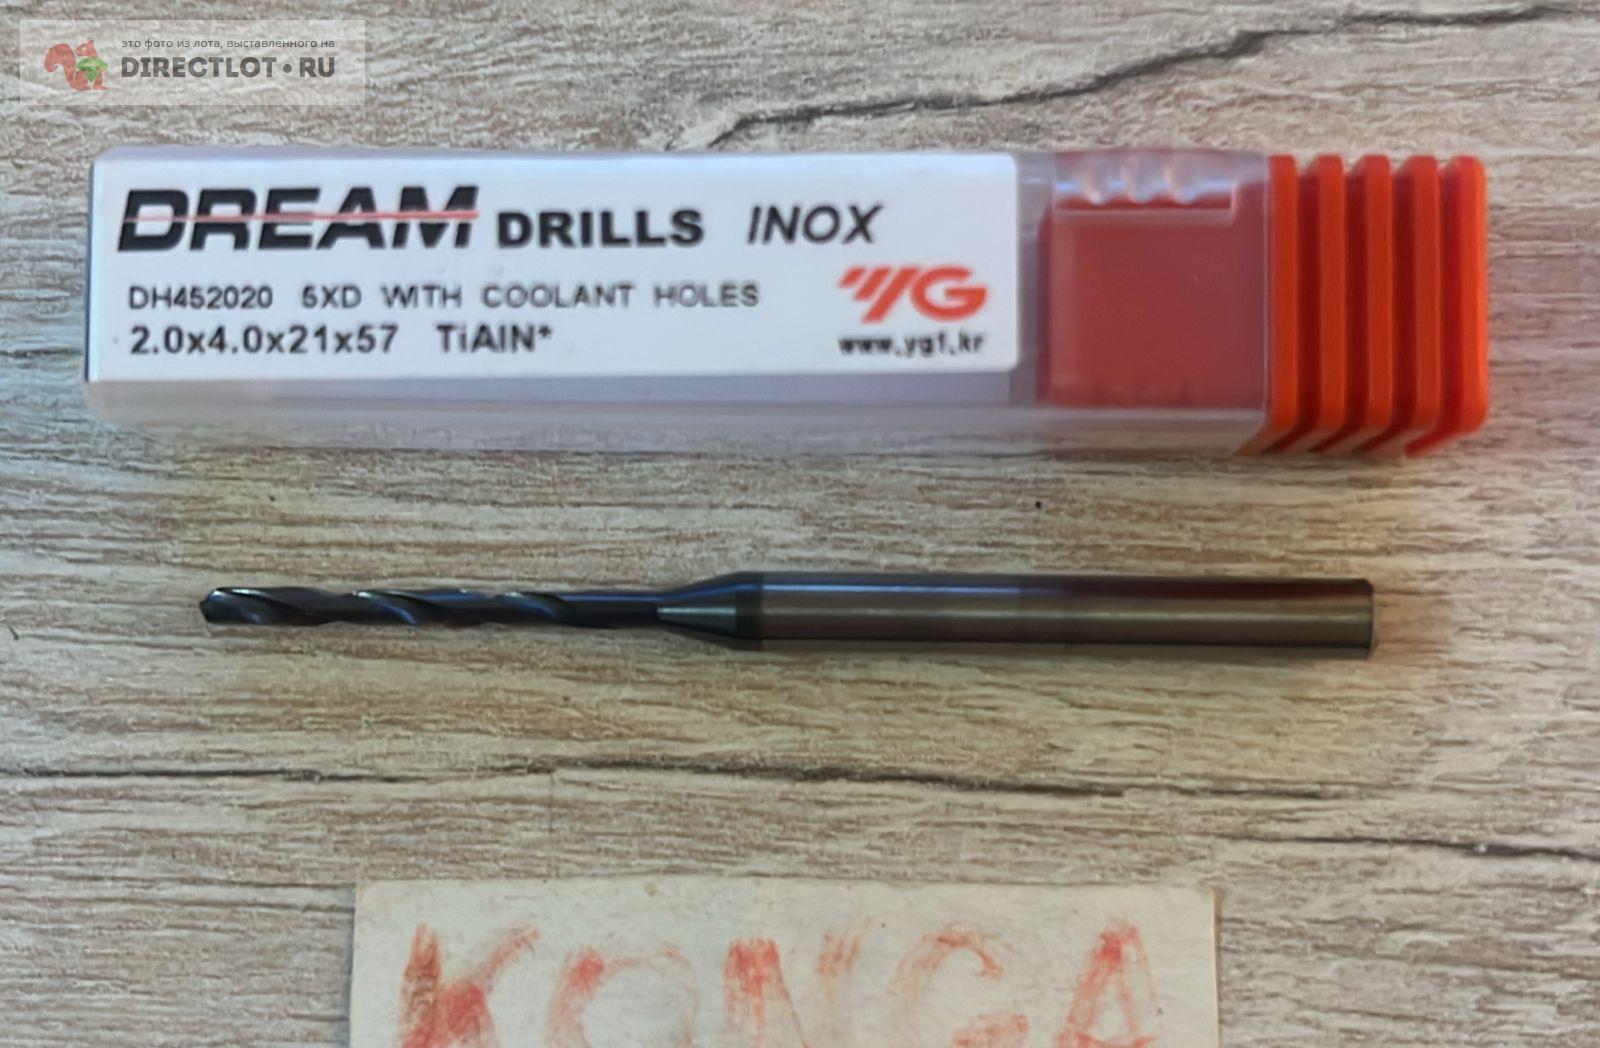 это фото из лота, выставленного на
DIRECTLOT•RU
DREAM DRILLS INOX
DH452020 5XD WITH COOLANT HOLES
2.0x4.0x21x57 TiAlN*
YG
www.yg1.kr
KONGA